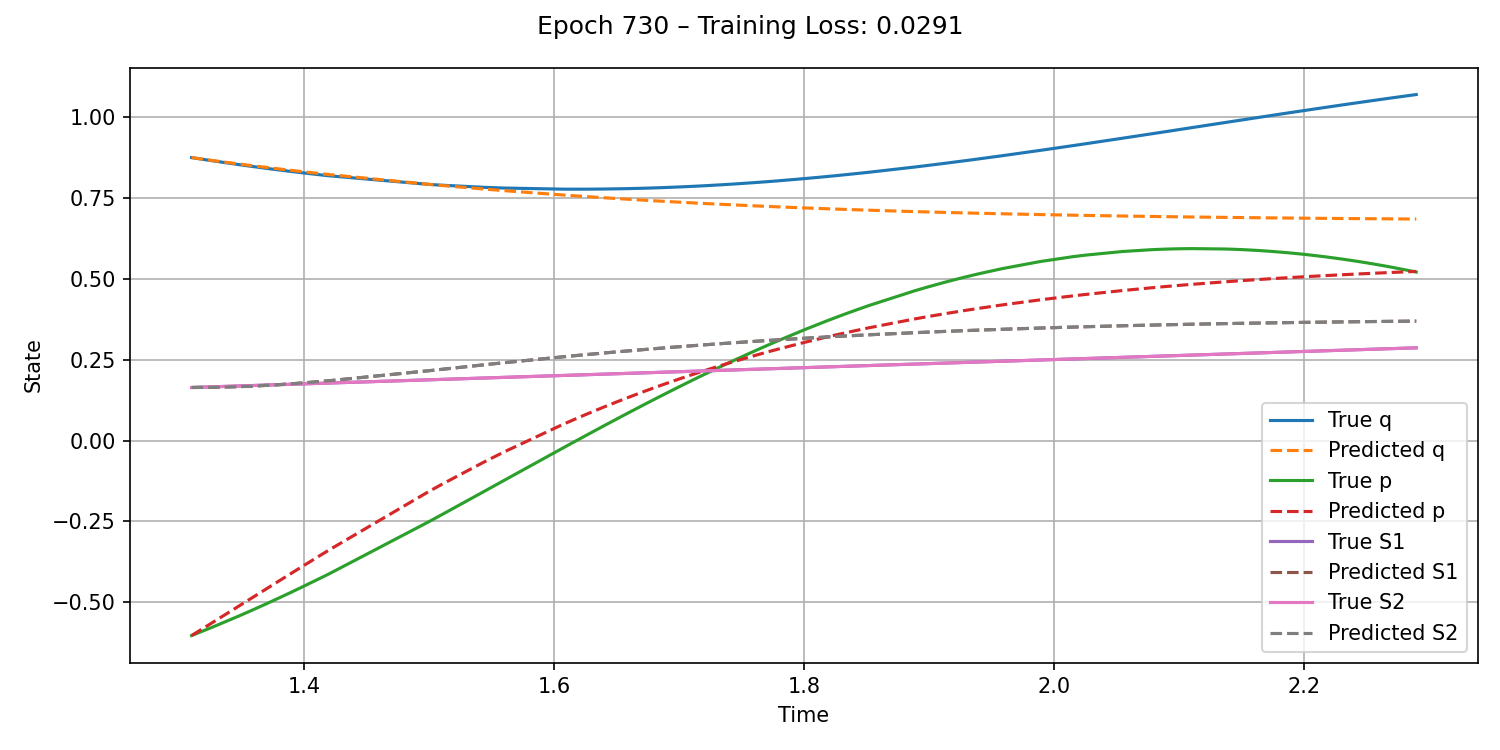 Epoch 730 – Training Loss: 0.0291
1.00
0.75
0.50
0.25
0.00
−0.25
−0.50
State
1.4
1.6
1.8
2.0
2.2
Time
True q
Predicted q
True p
Predicted p
True S1
Predicted S1
True S2
Predicted S2